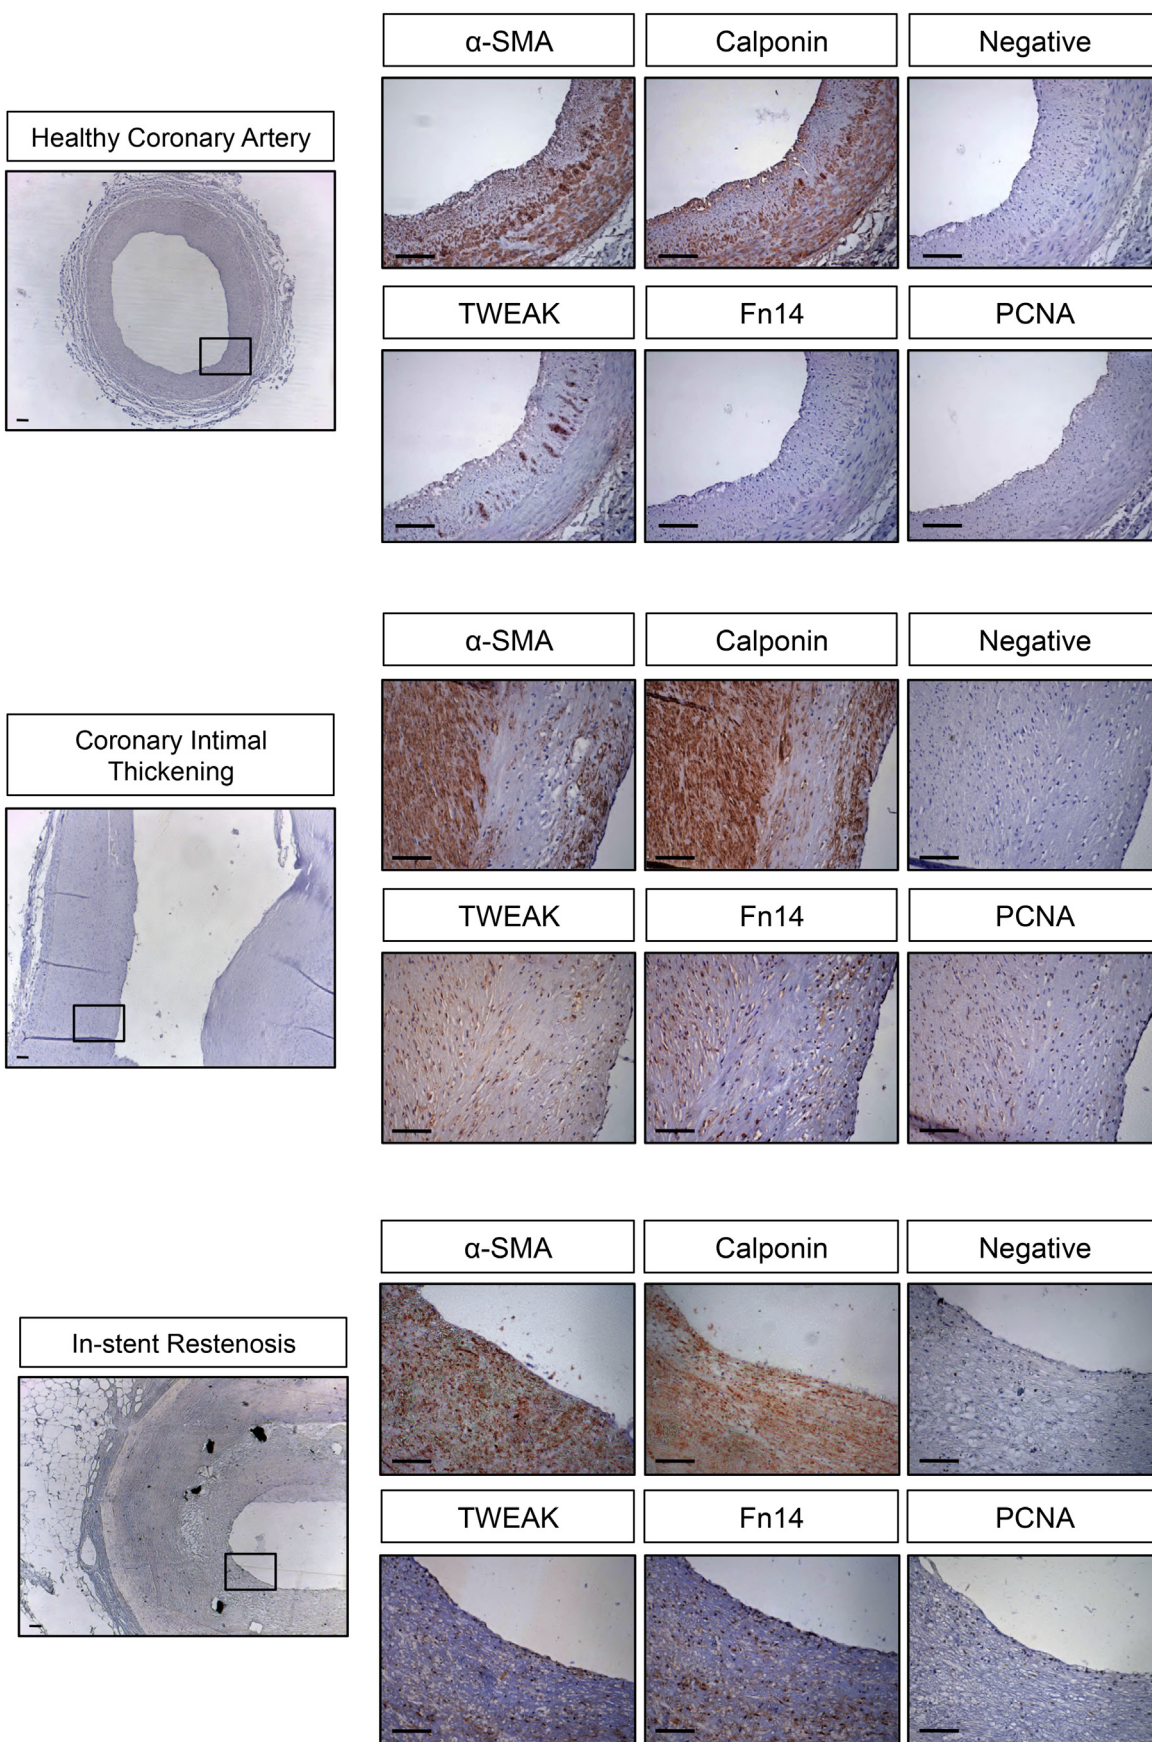 Healthy Coronary Artery
α-SMA
Calponin
Negative
TWEAK
Fn14
PCNA
Coronary Intimal
Thickening
α-SMA
Calponin
Negative
TWEAK
Fn14
PCNA
In-stent Restenosis
α-SMA
Calponin
Negative
TWEAK
Fn14
PCNA